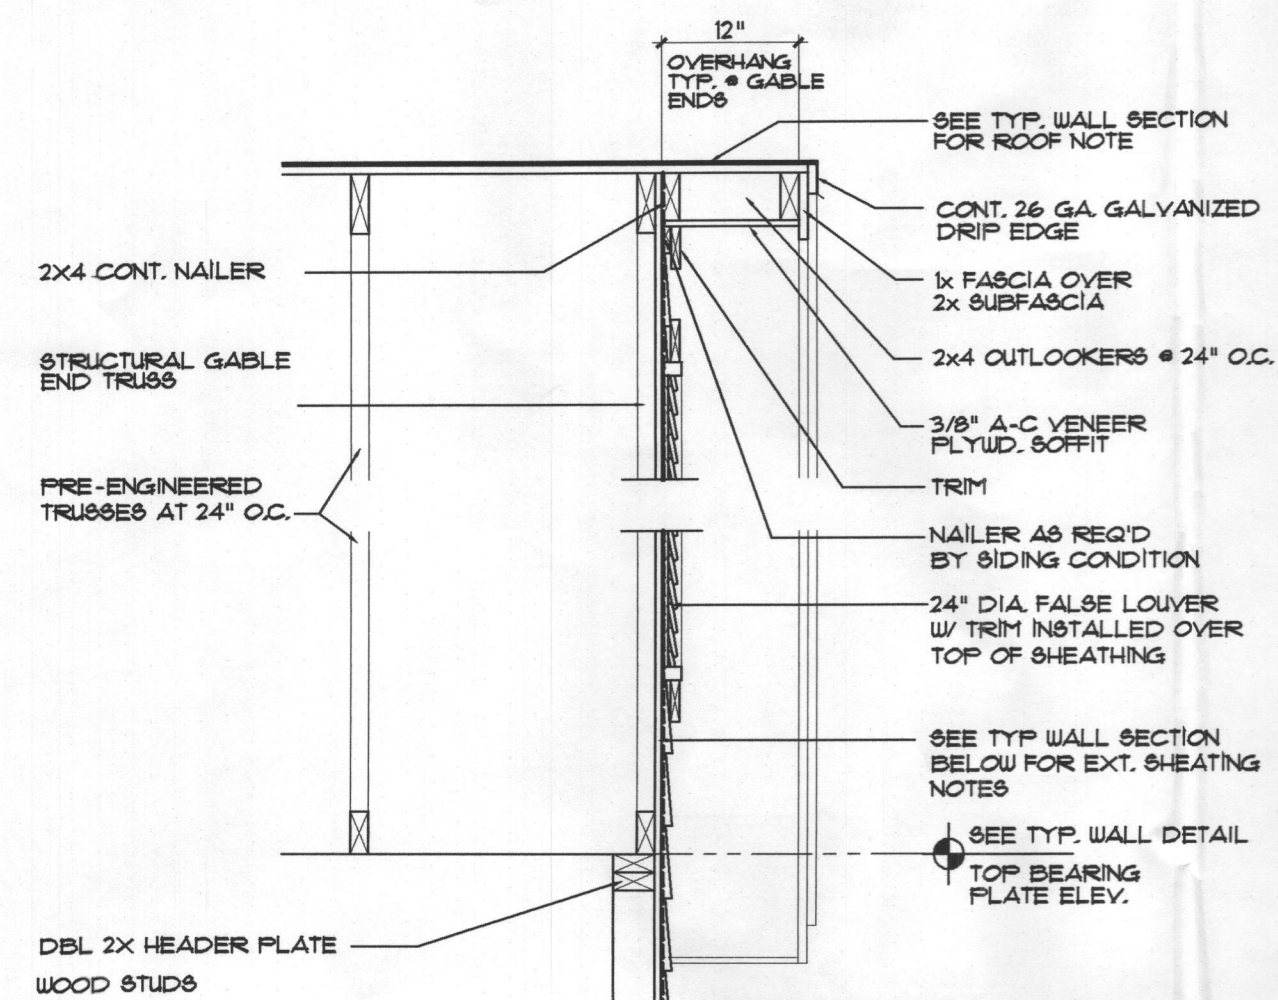 12"
OVERHANG
TYP. @ GABLE
ENDS
SEE TYP. WALL SECTION
FOR ROOF NOTE
CONT. 26 GA. GALVANIZED
DRIP EDGE
2X4 CONT. NAILER
1x FASCIA OVER
2x SUBFASCIA
STRUCTURAL GABLE
END TRUSS
2x4 OUTLOOKERS @ 24" O.C.
3/8" A-C VENEER
PLYWD. SOFFIT
PRE-ENGINEERED
TRUSSES AT 24" O.C.
TRIM
NAILER AS REQ'D
BY SIDING CONDITION
24" DIA. FALSE LOUVER
W/ TRIM INSTALLED OVER
TOP OF SHEATHING
SEE TYP WALL SECTION
BELOW FOR EXT. SHEATING
NOTES
SEE TYP. WALL DETAIL
TOP BEARING
PLATE ELEV.
DBL 2X HEADER PLATE
WOOD STUDS